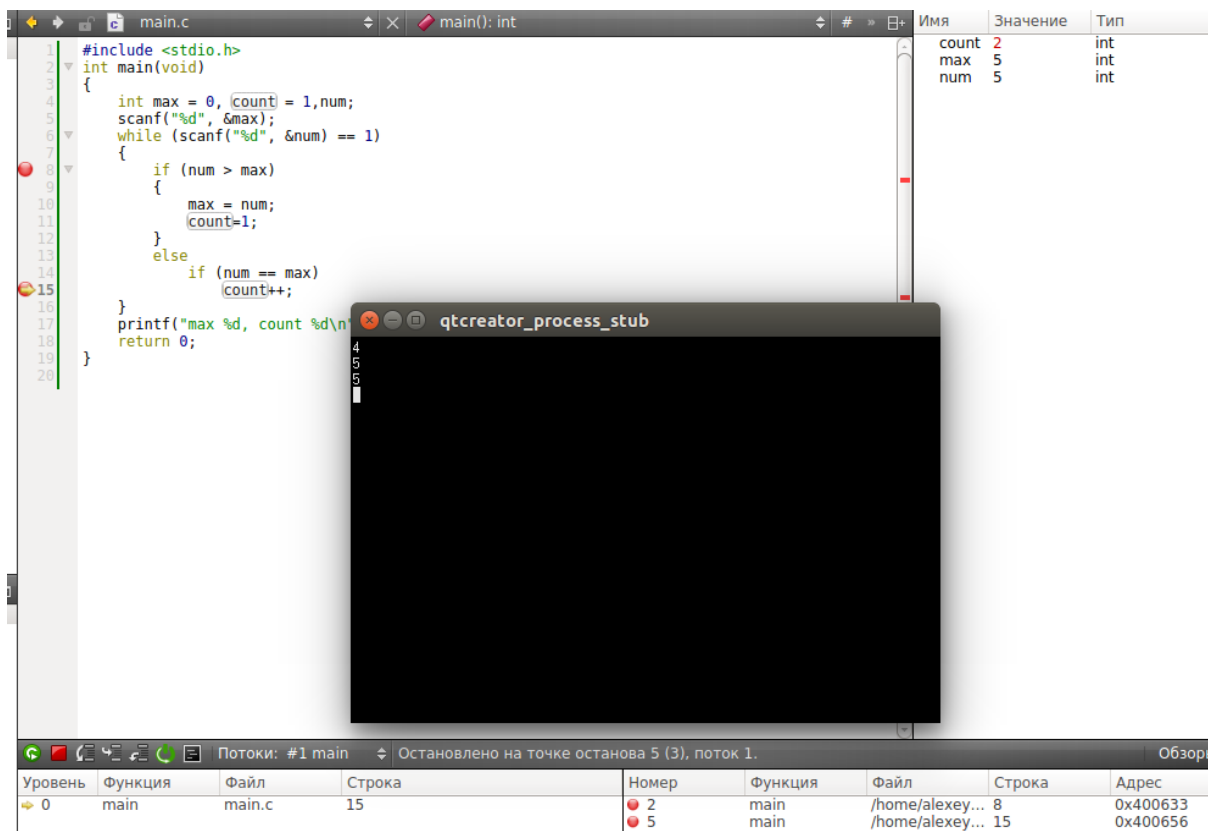 main.c main(): int # » Имя Значение Тип
count 2 int
max 5 int
num 5 int
1 #include <stdio.h>
2 int main(void)
3 {
4 int max = 0, count = 1,num;
5 scanf("%d", &max);
6 while (scanf("%d", &num) == 1)
7 {
8 if (num > max)
9 {
10 max = num;
11 count=1;
12 }
13 else
14 if (num == max)
15 count++;
16 }
17 printf("max %d, count %d\n"
18 return 0;
19 }
20
qtcreator_process_stub
4
5
5
Потоки: #1 main Остановлено на точке останова 5 (3), поток 1. Обзор
Уровень Функция Файл Строка Номер Функция Файл Строка Адрес
0 main main.c 15 2 main /home/alexey... 8 0x400633
5 main /home/alexey... 15 0x400656